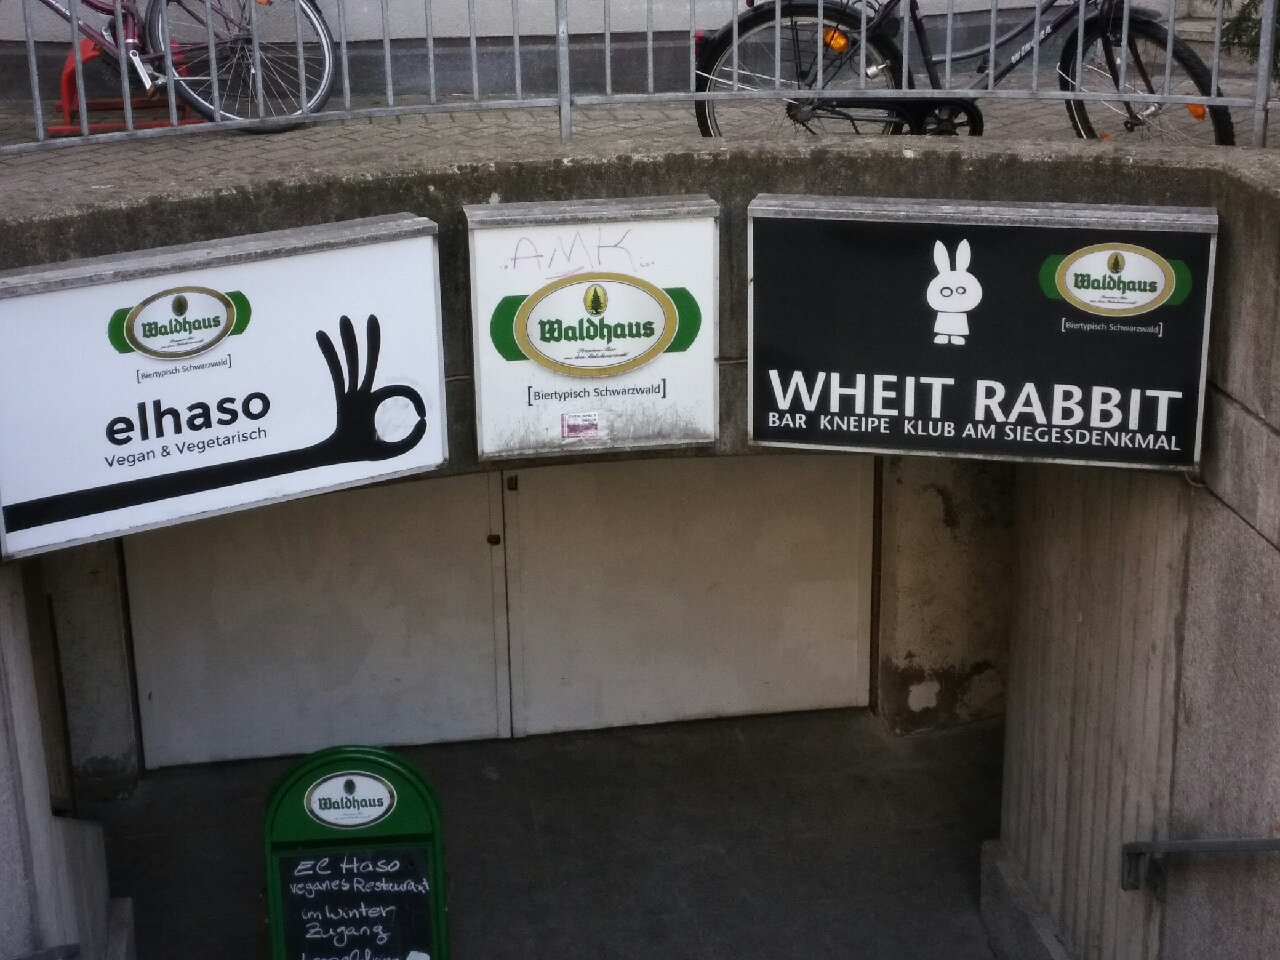 Waldhaus
[Biertypisch Schwarzwald]
elhaso
Vegan & Vegetarisch
..AMK...
Waldhaus
[Biertypisch Schwarzwald]
Waldhaus
[Biertypisch Schwarzwald]
WHEIT RABBIT
BAR KNEIPE KLUB AM SIEGESDENKMAL
Waldhaus
El Haso
veganes Restaurant
im Winter
Zugang